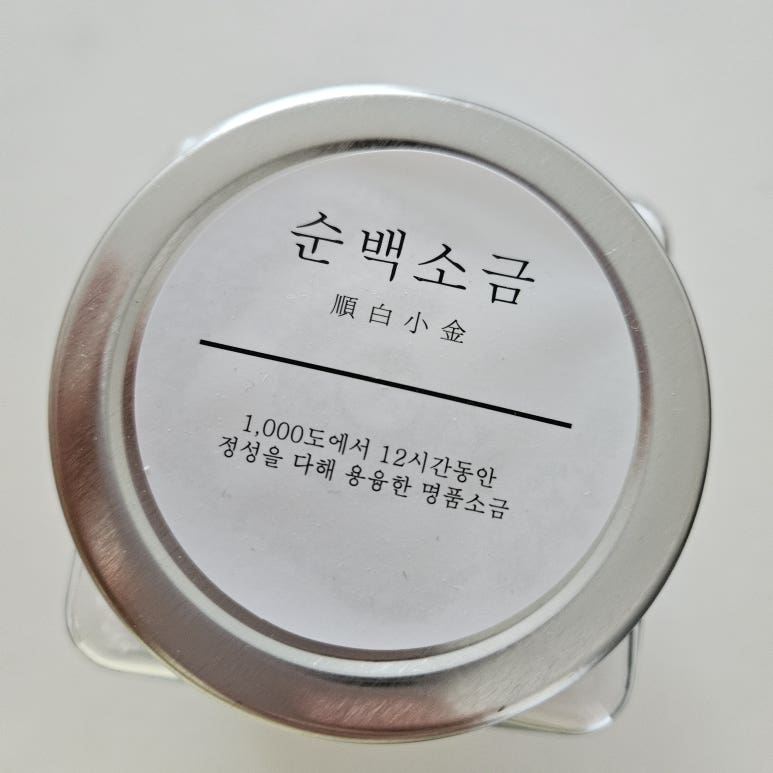 순백소금
順白小金
1,000도에서 12시간동안
정성을 다해 용융한 명품소금